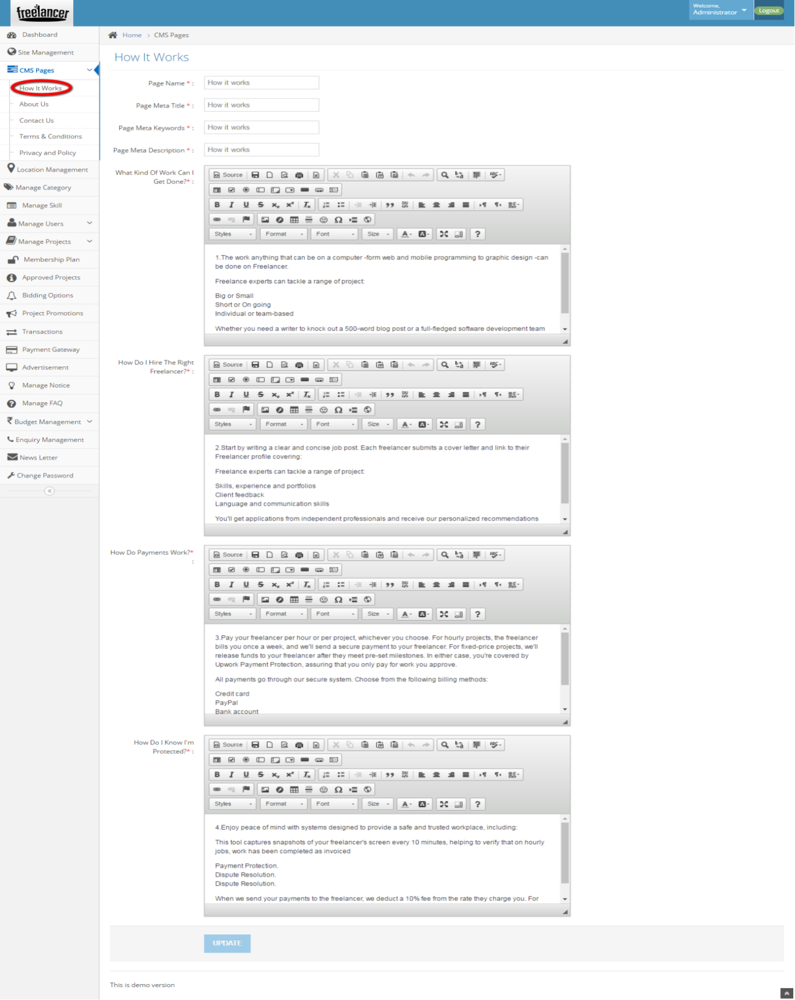 freelancer
Welcome,
Administrator
Logout
Dashboard
Site Management
CMS Pages
How It Works
About Us
Contact Us
Terms & Conditions
Privacy and Policy
Location Management
Manage Category
Manage Skill
Manage Users
Manage Projects
Membership Plan
Approved Projects
Bidding Options
Project Promotions
Transactions
Payment Gateway
Advertisement
Manage Notice
Manage FAQ
Budget Management
Enquiry Management
News Letter
Change Password
Home > CMS Pages
How It Works
Page Name * : How it works
Page Meta Title * : How it works
Page Meta Keywords * : How it works
Page Meta Description * : How it works
What Kind Of Work Can I
Get Done?* :
Source
Styles Format Font Size
1.The work anything that can be on a computer -form web and mobile programming to graphic design -can
be done on Freelancer.
Freelance experts can tackle a range of project:
Big or Small
Short or On going
Individual or team-based
Whether you need a writer to knock out a 500-word blog post or a full-fledged software development team
How Do I Hire The Right
Freelancer?* :
Source
Styles Format Font Size
2.Start by writing a clear and concise job post. Each freelancer submits a cover letter and link to their
Freelancer profile covering:
Freelance experts can tackle a range of project:
Skills, experience and portfolios
Client feedback
Language and communication skills
You'll get applications from independent professionals and receive our personalized recommendations
How Do Payments Work?*
:
Source
Styles Format Font Size
3.Pay your freelancer per hour or per project, whichever you choose. For hourly projects, the freelancer
bills you once a week, and we'll send a secure payment to your freelancer. For fixed-price projects, we'll
release funds to your freelancer after they meet pre-set milestones. In either case, you're covered by
Upwork Payment Protection, assuring that you only pay for work you approve.
All payments go through our secure system. Choose from the following billing methods:
Credit card
PayPal
Bank account
How Do I Know I'm
Protected?* :
Source
Styles Format Font Size
4.Enjoy peace of mind with systems designed to provide a safe and trusted workplace, including:
This tool captures snapshots of your freelancer's screen every 10 minutes, helping to verify that on hourly
jobs, work has been completed as invoiced
Payment Protection.
Dispute Resolution.
Dispute Resolution.
When we send your payments to the freelancer, we deduct a 10% fee from the rate they charge you. For
UPDATE
This is demo version